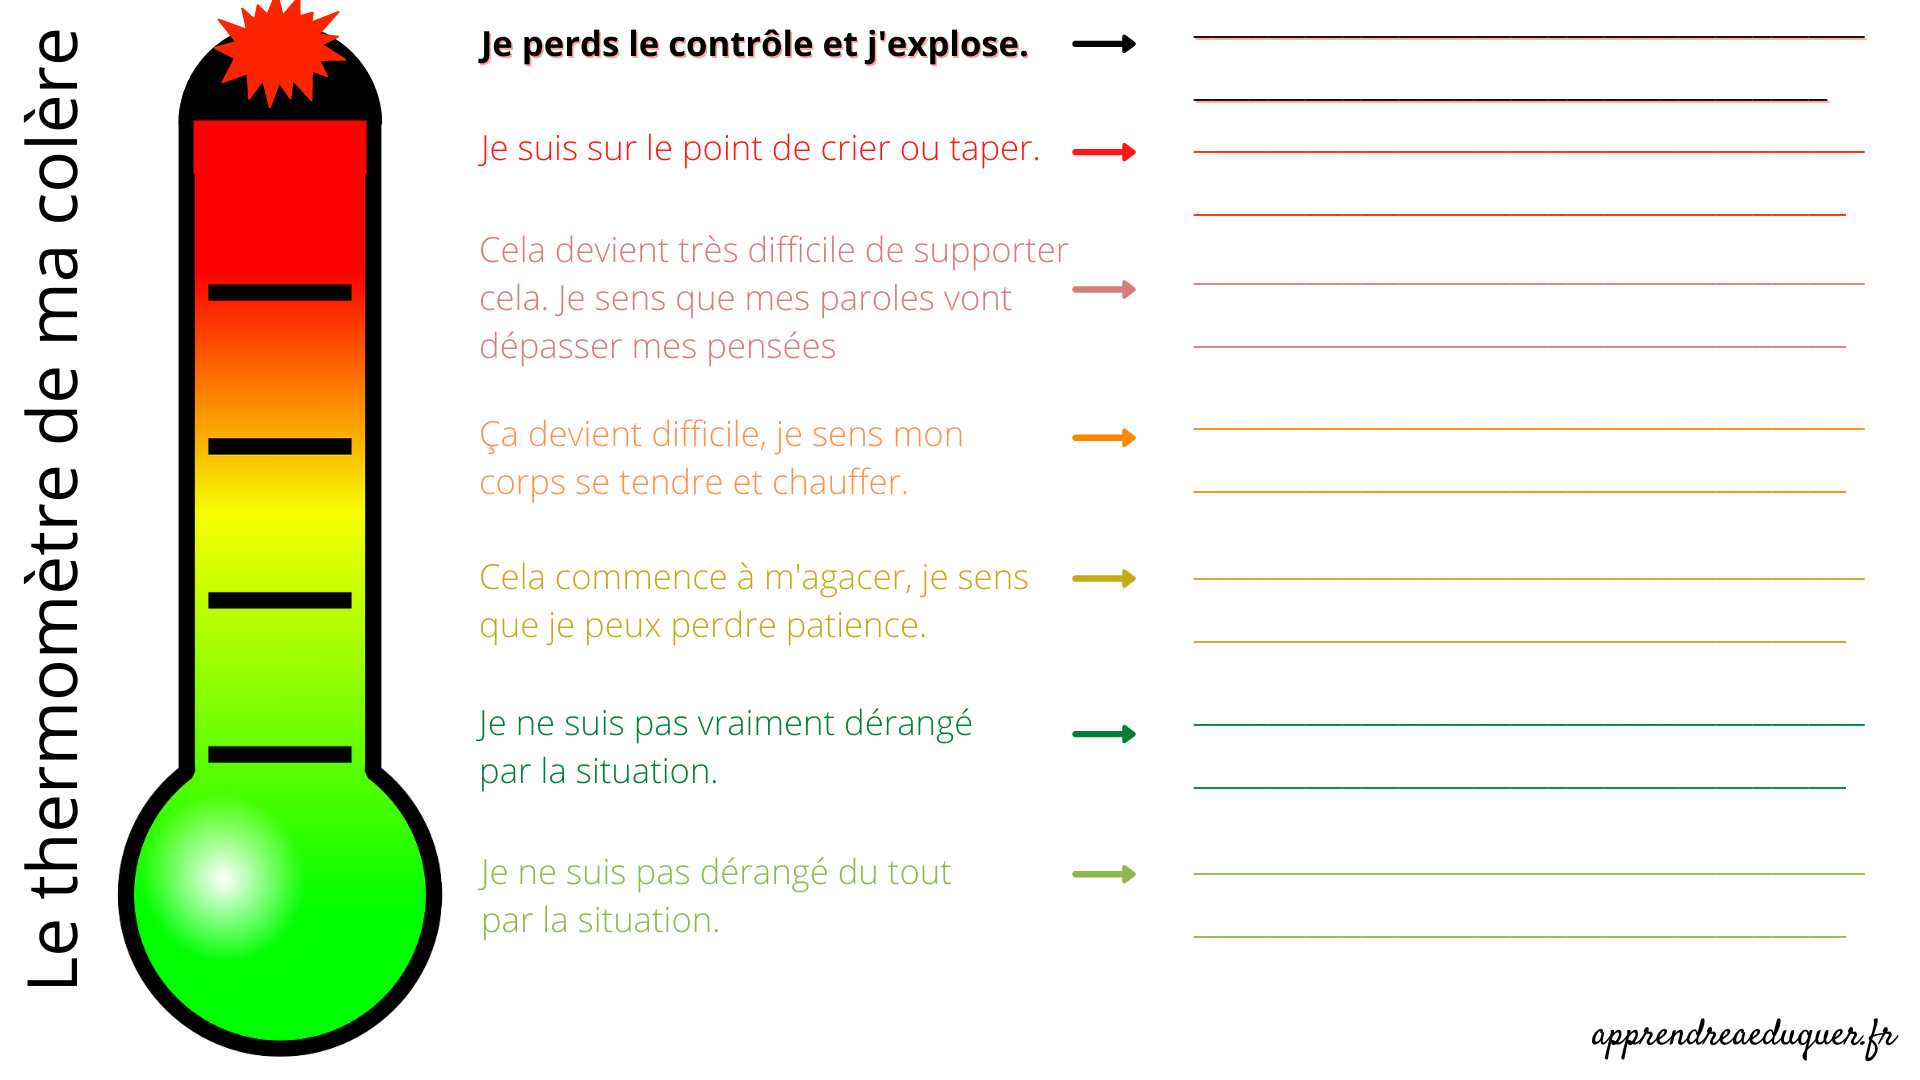 Le thermomètre de ma colère
Je perds le contrôle et j'explose.
Je suis sur le point de crier ou taper.
Cela devient très difficile de supporter
cela. Je sens que mes paroles vont
dépasser mes pensées
Ça devient difficile, je sens mon
corps se tendre et chauffer.
Cela commence à m'agacer, je sens
que je peux perdre patience.
Je ne suis pas vraiment dérangé
par la situation.
Je ne suis pas dérangé du tout
par la situation.
apprendreaeduquer.fr